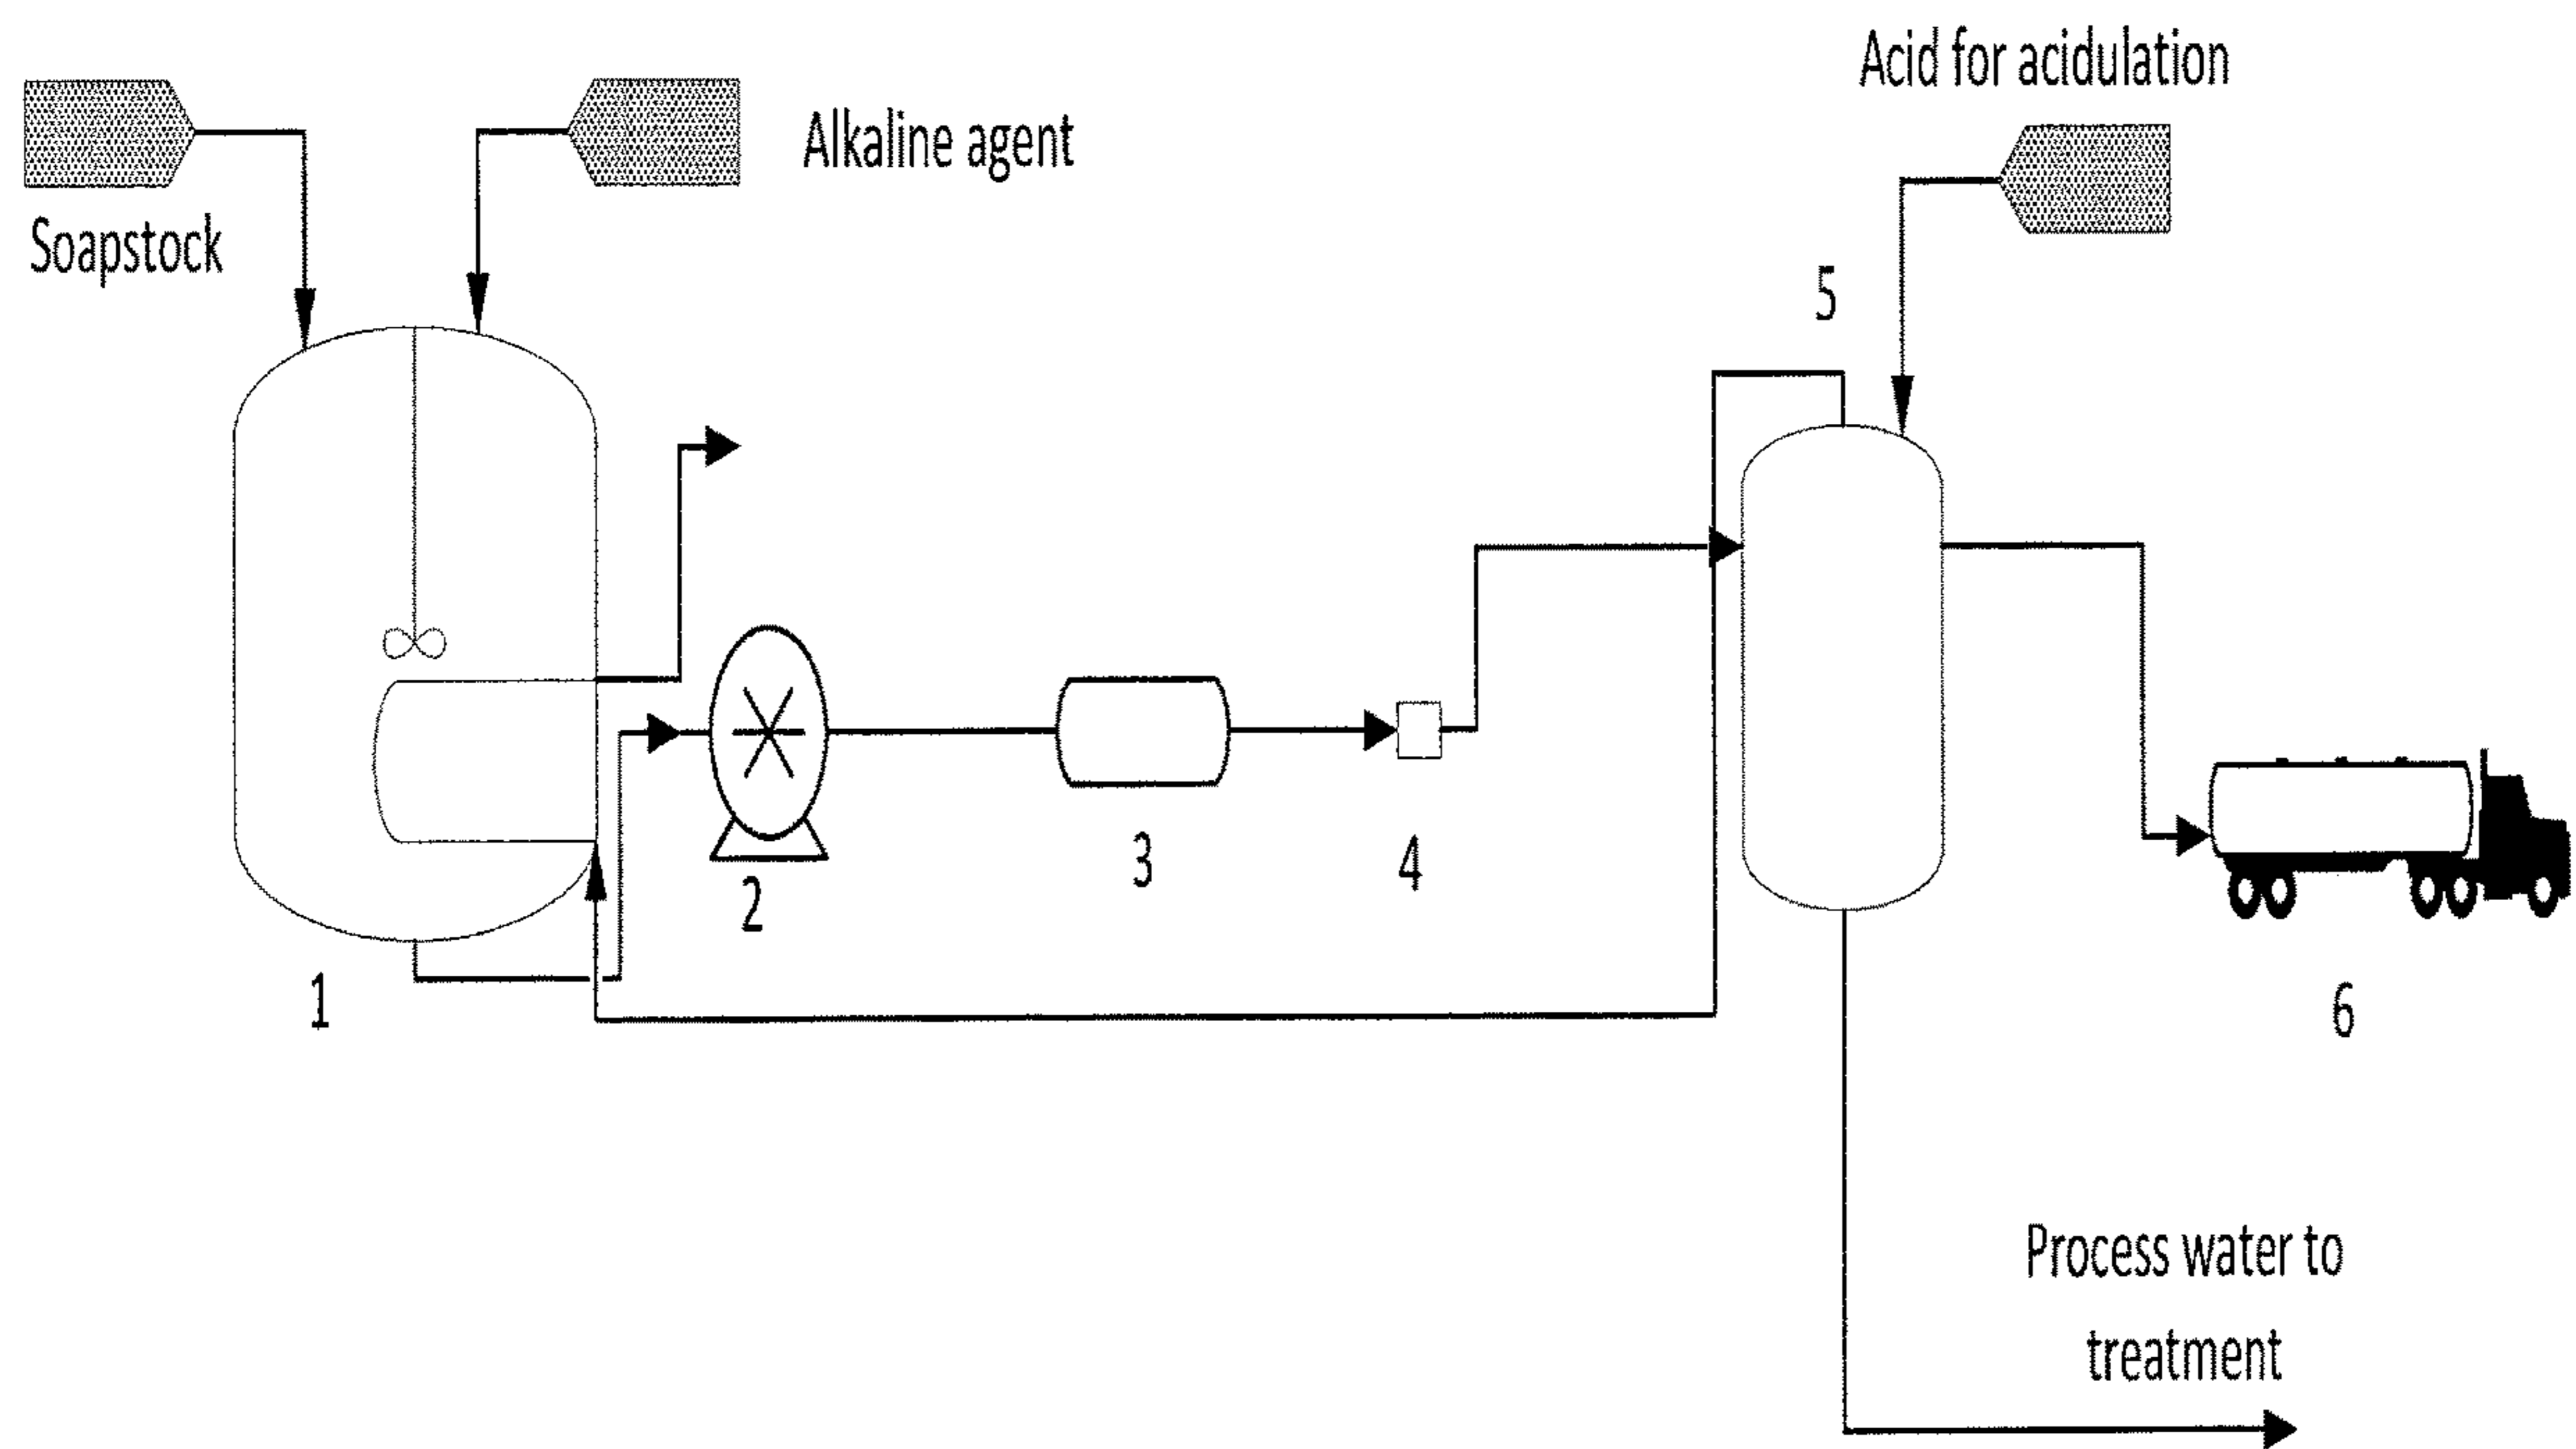 Acid for acidulation
Alkaline agent
Soapstock
5
2
3
4
1
6
Process water to
treatment